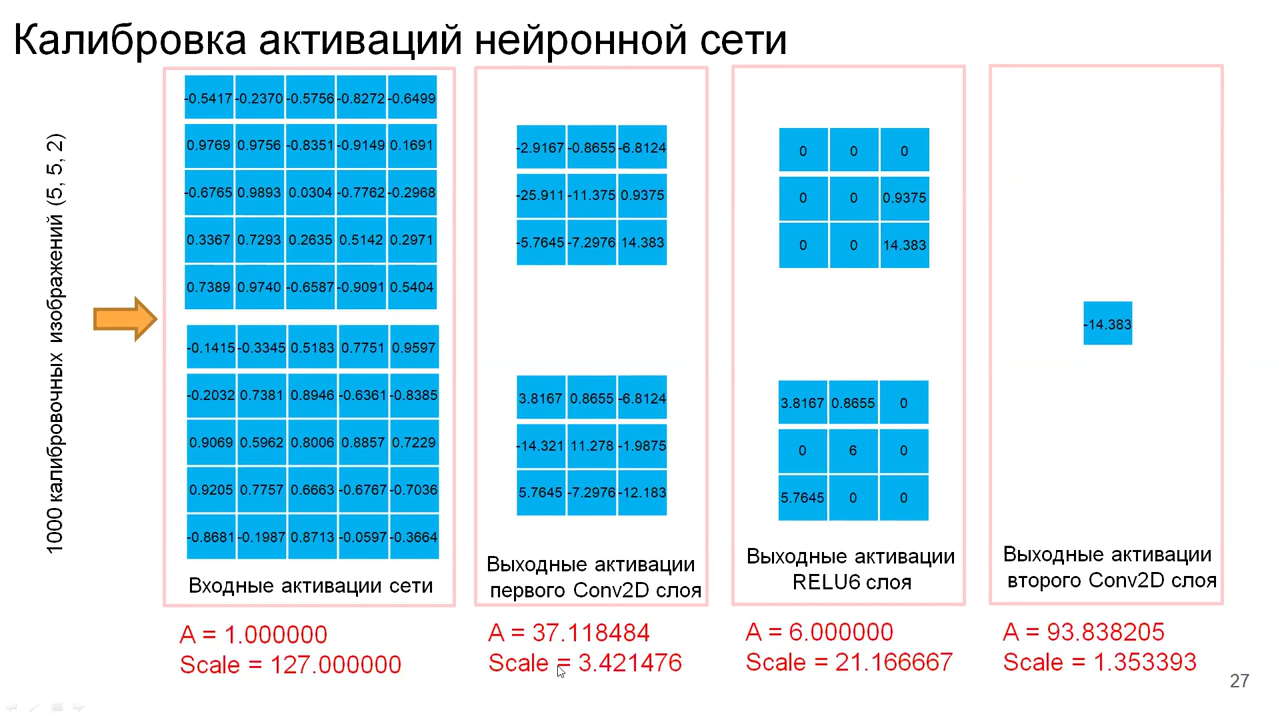 Калибровка активаций нейронной сети
1000 калибровочных изображений (5, 5, 2)
-0.5417 -0.2370 -0.5756 -0.8272 -0.6499
0.9769 0.9756 -0.8351 -0.9149 0.1691
-0.6765 0.9893 0.0304 -0.7762 -0.2968
0.3367 0.7293 0.2635 0.5142 0.2971
0.7389 0.9740 -0.6587 -0.9091 0.5404
-0.1415 -0.3345 0.5183 0.7751 0.9597
-0.2032 0.7381 0.8946 -0.6361 -0.8385
0.9069 0.5962 0.8006 0.8857 0.7229
0.9205 0.7757 0.6663 -0.6767 -0.7036
-0.8681 -0.1987 0.8713 -0.0597 -0.3664
Входные активации сети
A = 1.000000
Scale = 127.000000
-2.9167 -0.8655 -6.8124
-25.911 -11.375 0.9375
-5.7645 -7.2976 14.383
3.8167 0.8655 -6.8124
-14.321 11.278 -1.9875
5.7645 -7.2976 -12.183
Выходные активации
первого Conv2D слоя
A = 37.118484
Scale = 3.421476
0 0 0
0 0 0.9375
0 0 14.383
3.8167 0.8655 0
0 6 0
5.7645 0 0
Выходные активации
RELU6 слоя
A = 6.000000
Scale = 21.166667
-14.383
Выходные активации
второго Conv2D слоя
A = 93.838205
Scale = 1.353393
27